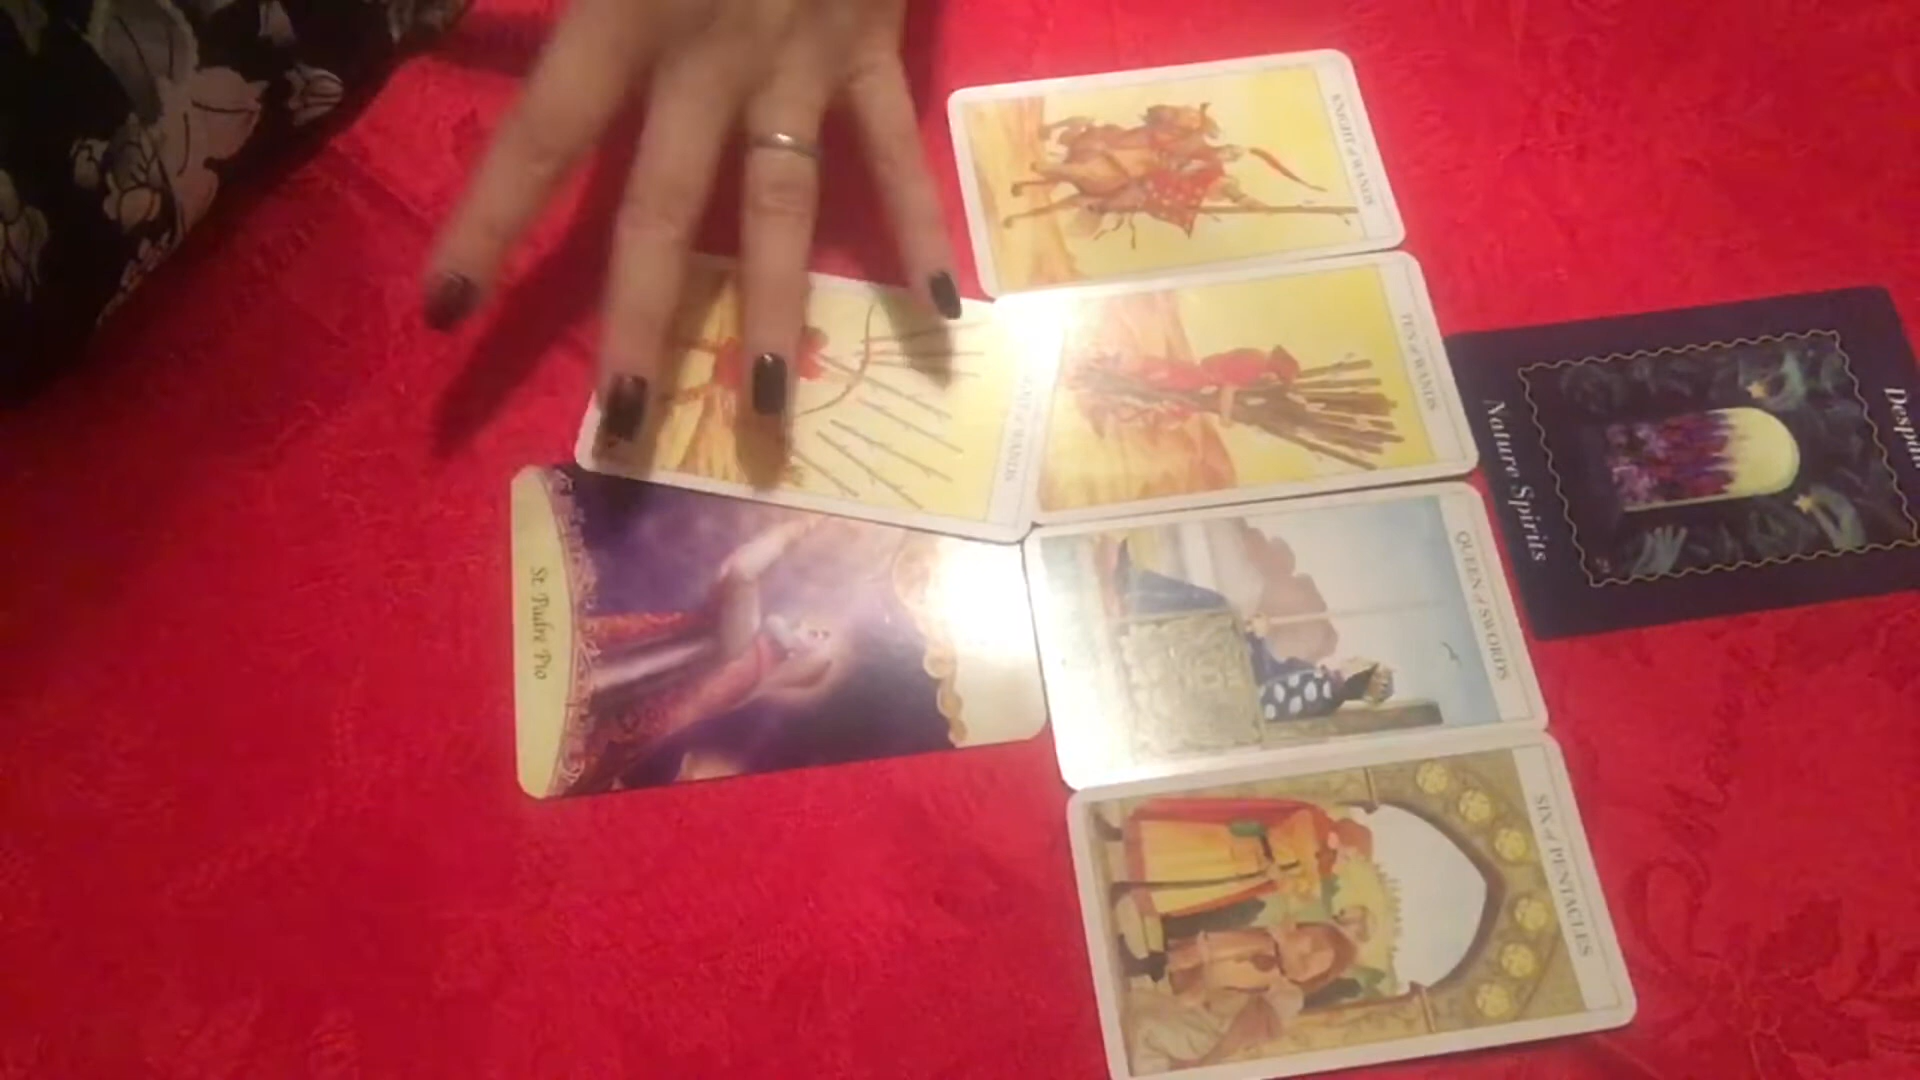 KNIGHT of WANDS
TEN of WANDS
QUEEN of SWORDS
SIX of PENTACLES
Nature Spirits
St. Padre Pio